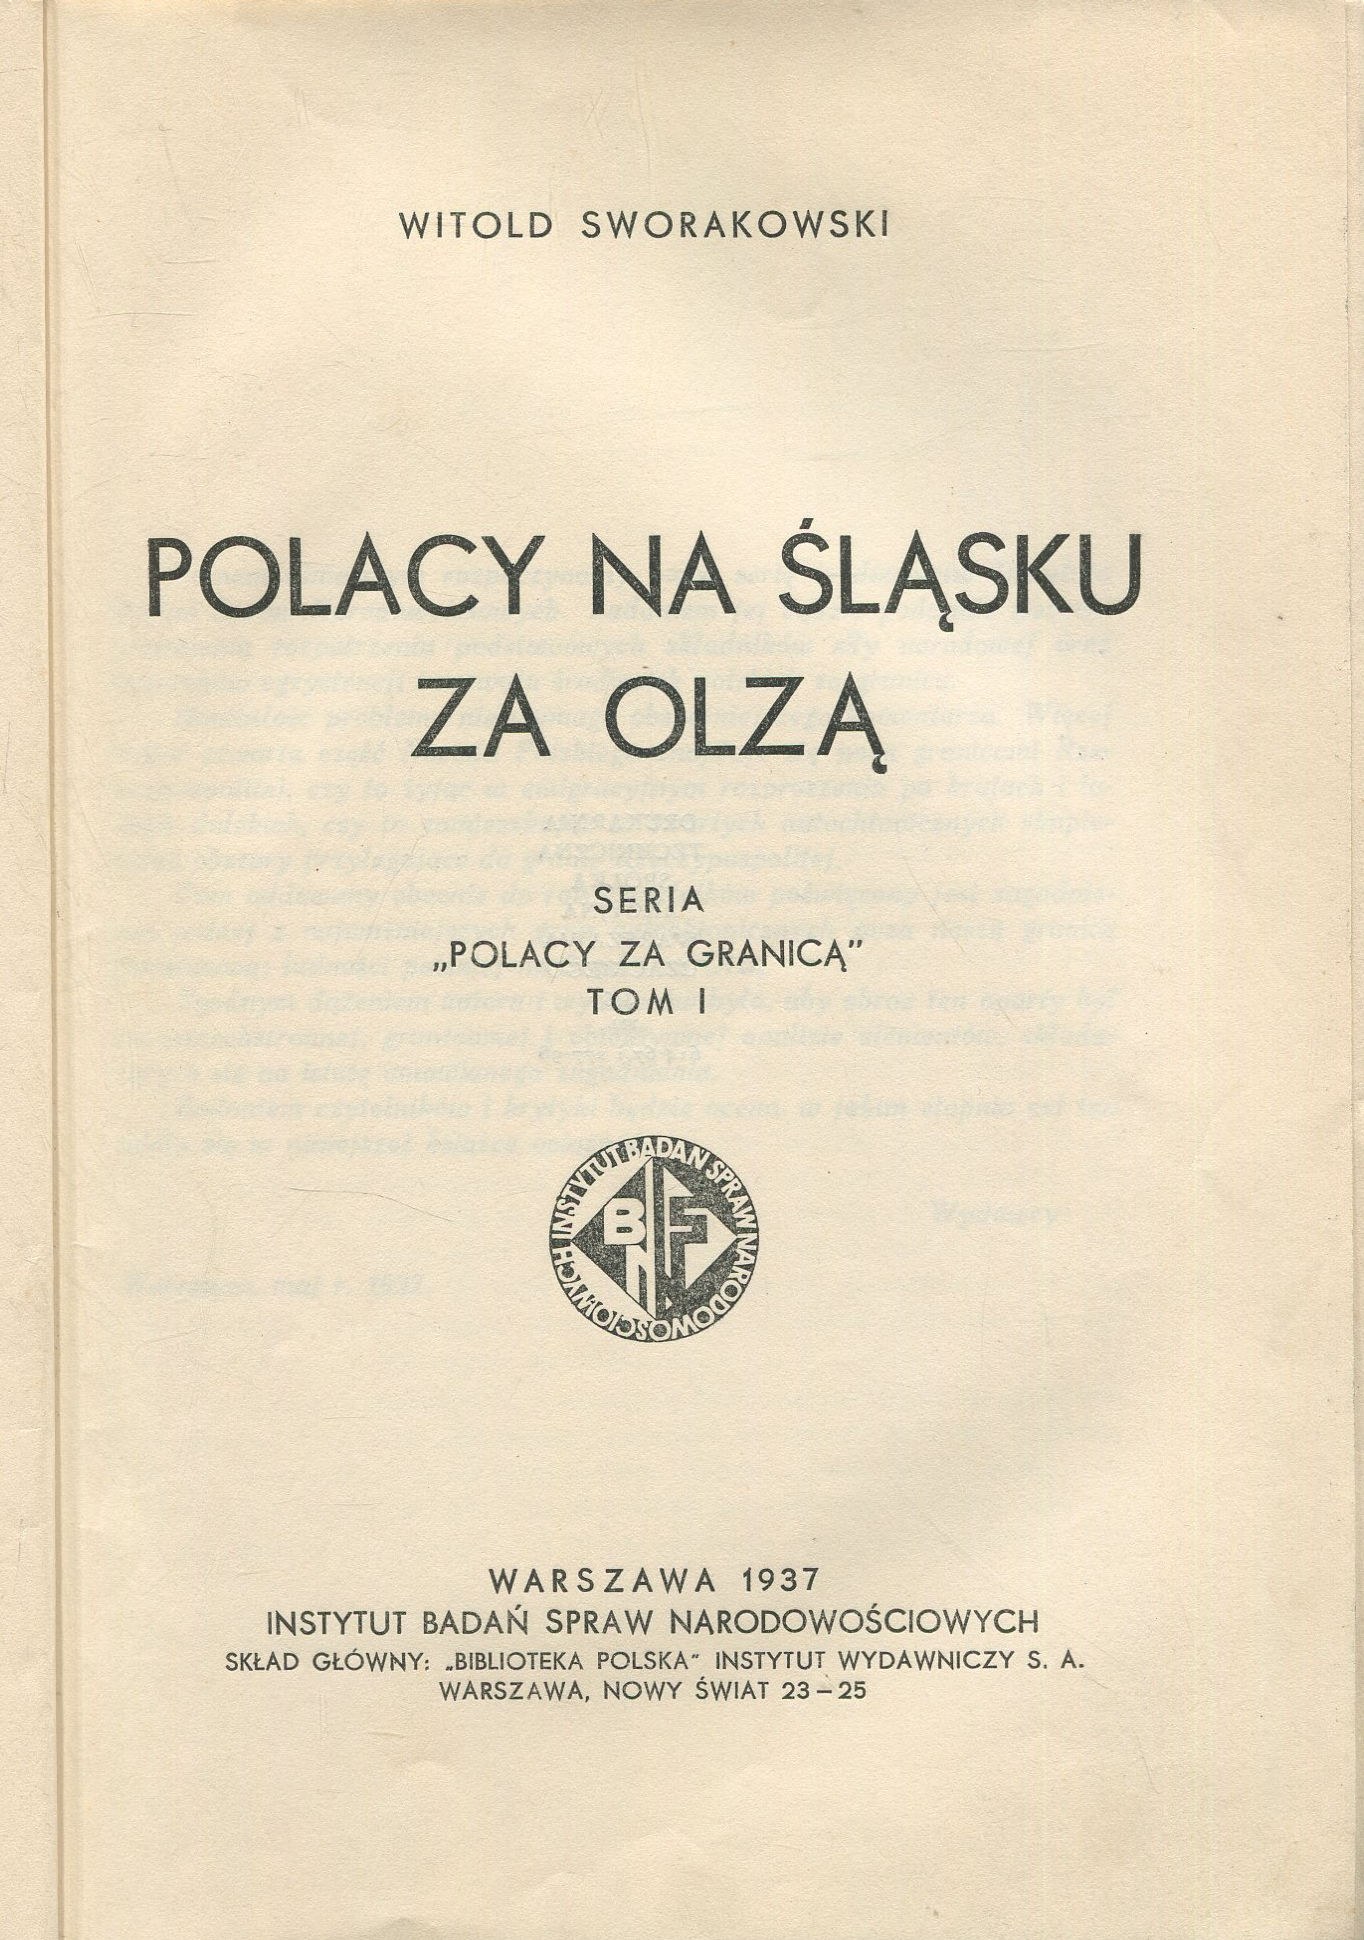 WITOLD SWORAKOWSKI
POLACY NA ŚLĄSKU
ZA OLZĄ
SERIA
„POLACY ZA GRANICĄ”
TOM I
INSTYTUT BADAŃ SPRAW NARODOWOŚCIOWYCH
IBNS
WARSZAWA 1937
INSTYTUT BADAŃ SPRAW NARODOWOŚCIOWYCH
SKŁAD GŁÓWNY: „BIBLIOTEKA POLSKA" INSTYTUT WYDAWNICZY S. A.
WARSZAWA, NOWY ŚWIAT 23–25